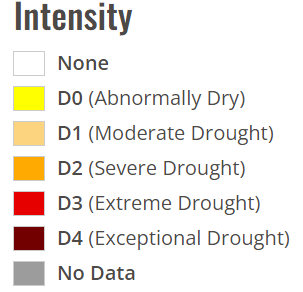 Intensity
None
D0 (Abnormally Dry)
D1 (Moderate Drought)
D2 (Severe Drought)
D3 (Extreme Drought)
D4 (Exceptional Drought)
No Data